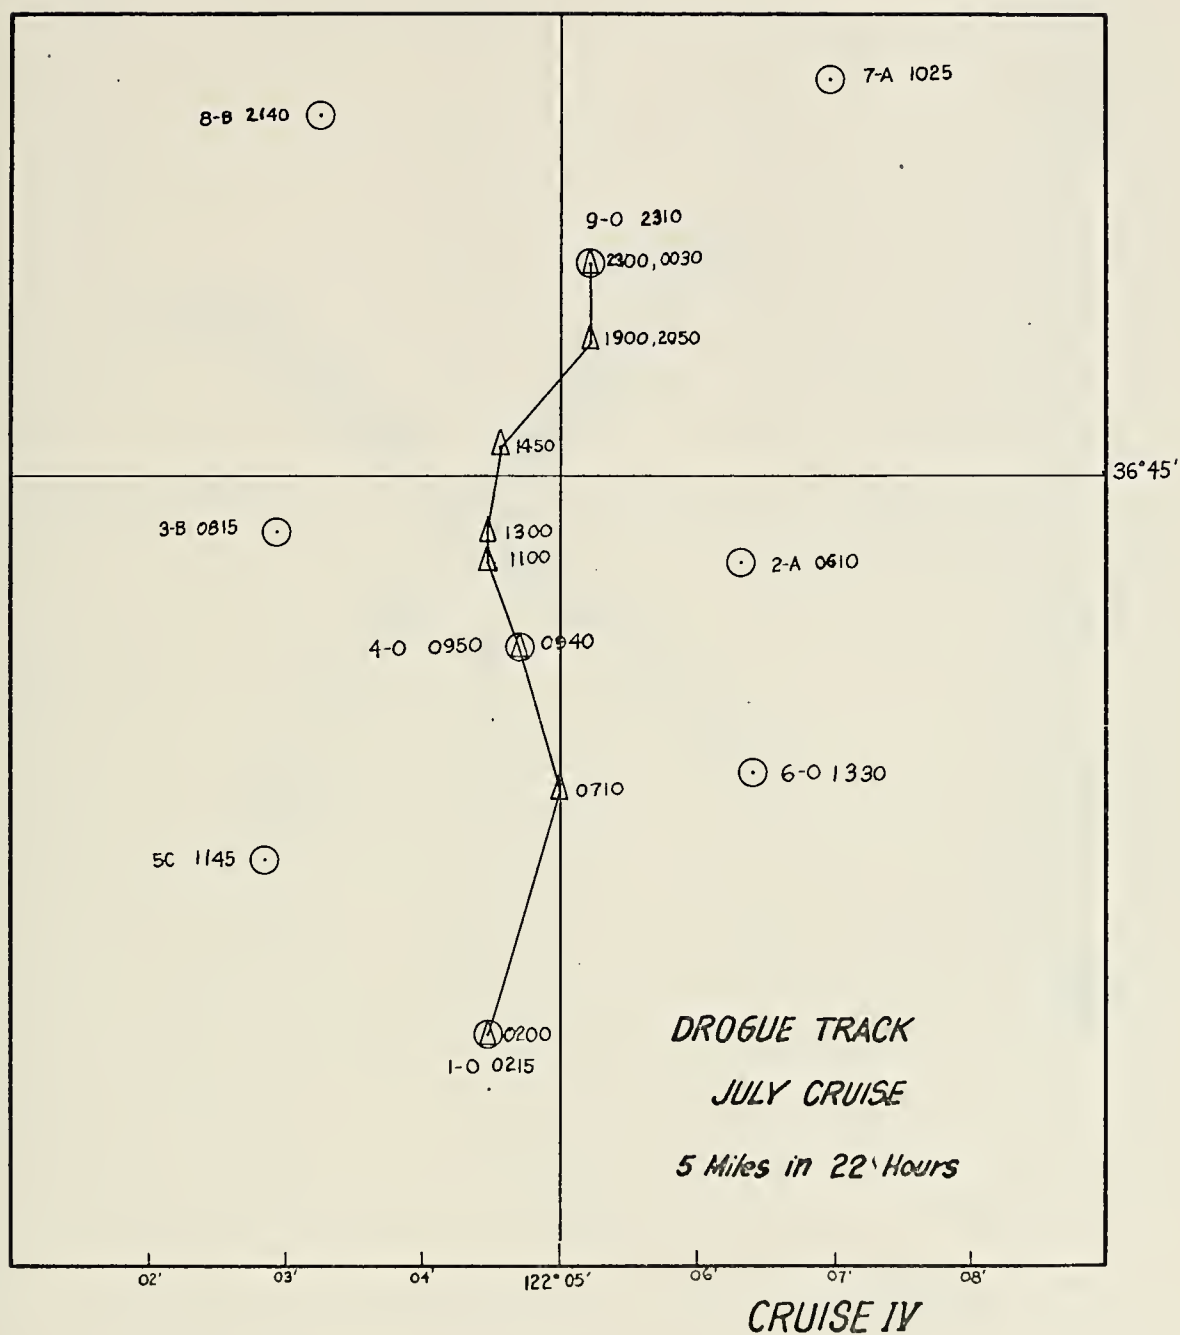 7-A 1025
8-B 2140
9-0 2310
2300,0030
1900,2050
1450
36°45'
3-B 0815
1300
1100
2-A 0610
4-0 0950
0940
6-0 1330
0710
5C 1145
0200
1-0 0215
DROGUE TRACK
JULY CRUISE
5 Miles in 22 Hours
02' 03' 04' 122°05' 06' 07' 08'
CRUISE IV